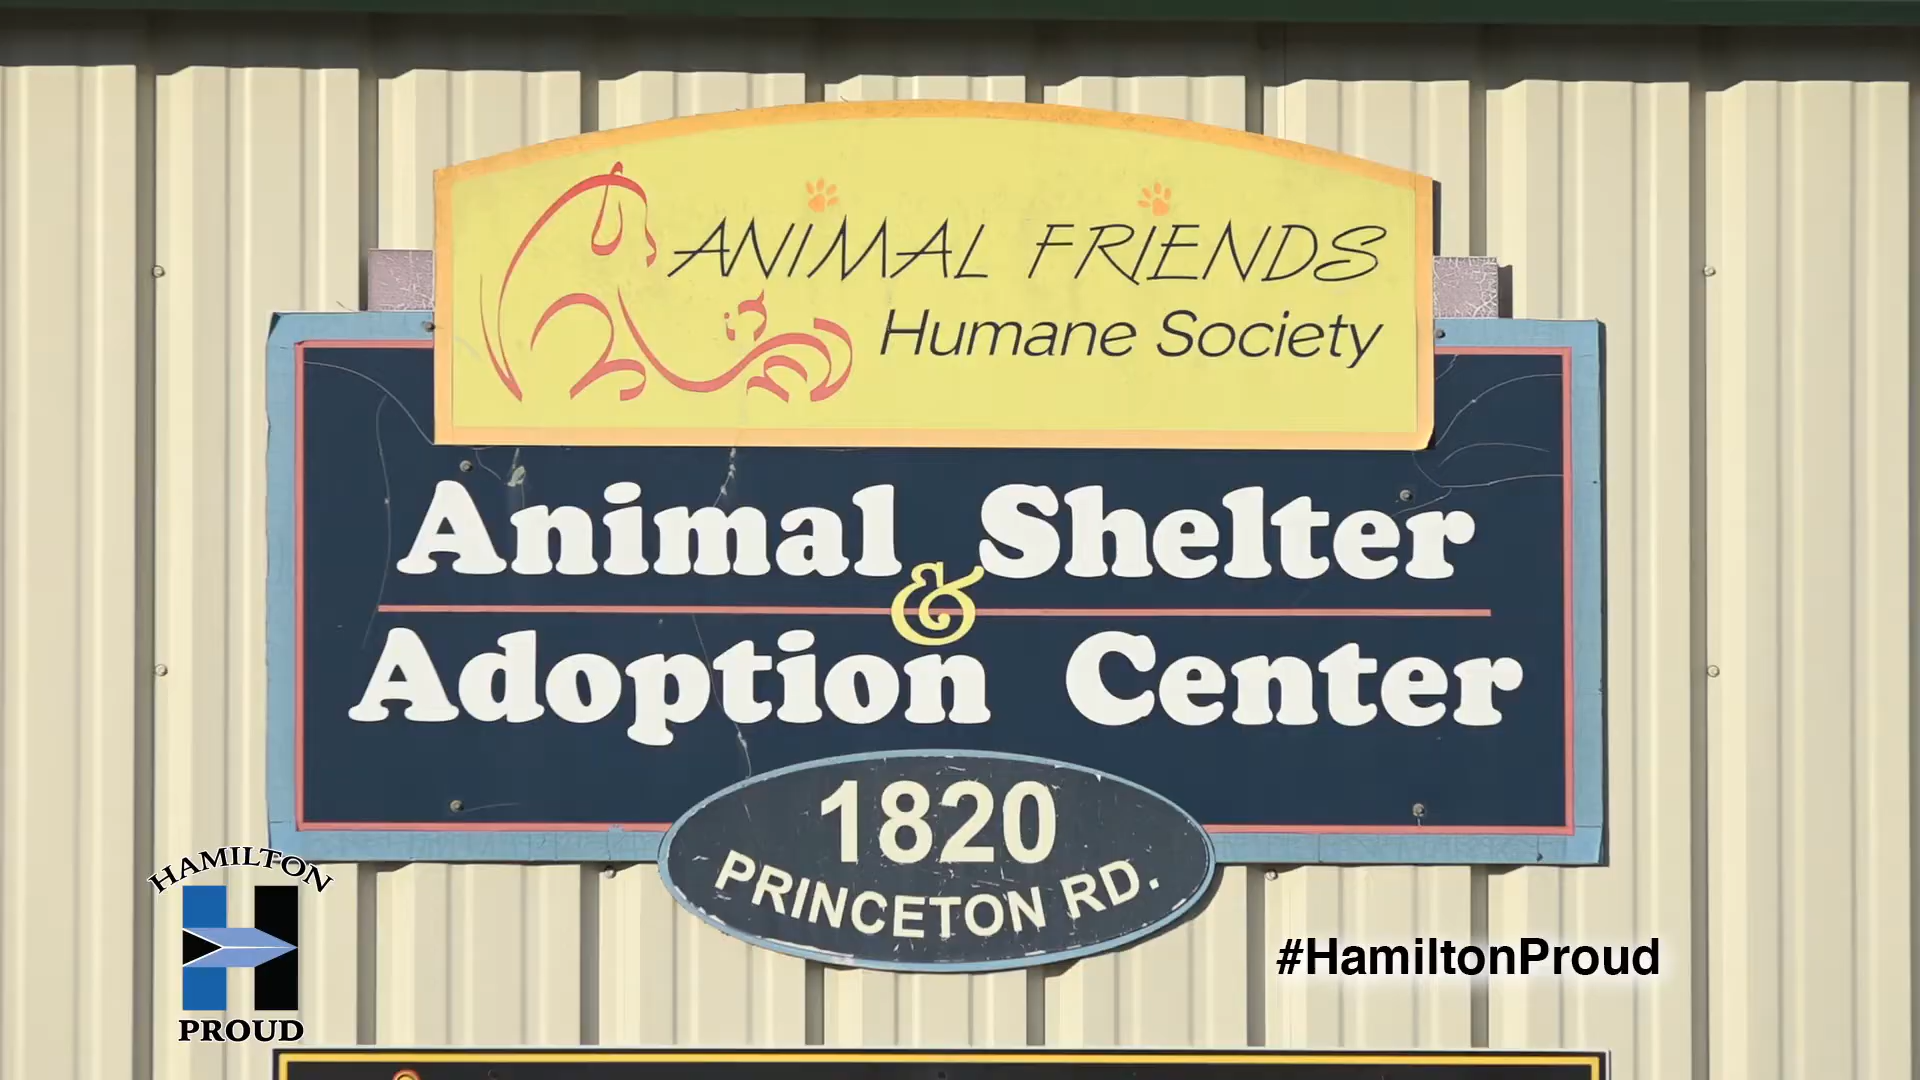 ANIMAL FRIENDS
Humane Society
Animal Shelter
&
Adoption Center
1820
PRINCETON RD.
HAMILTON
PROUD
#HamiltonProud